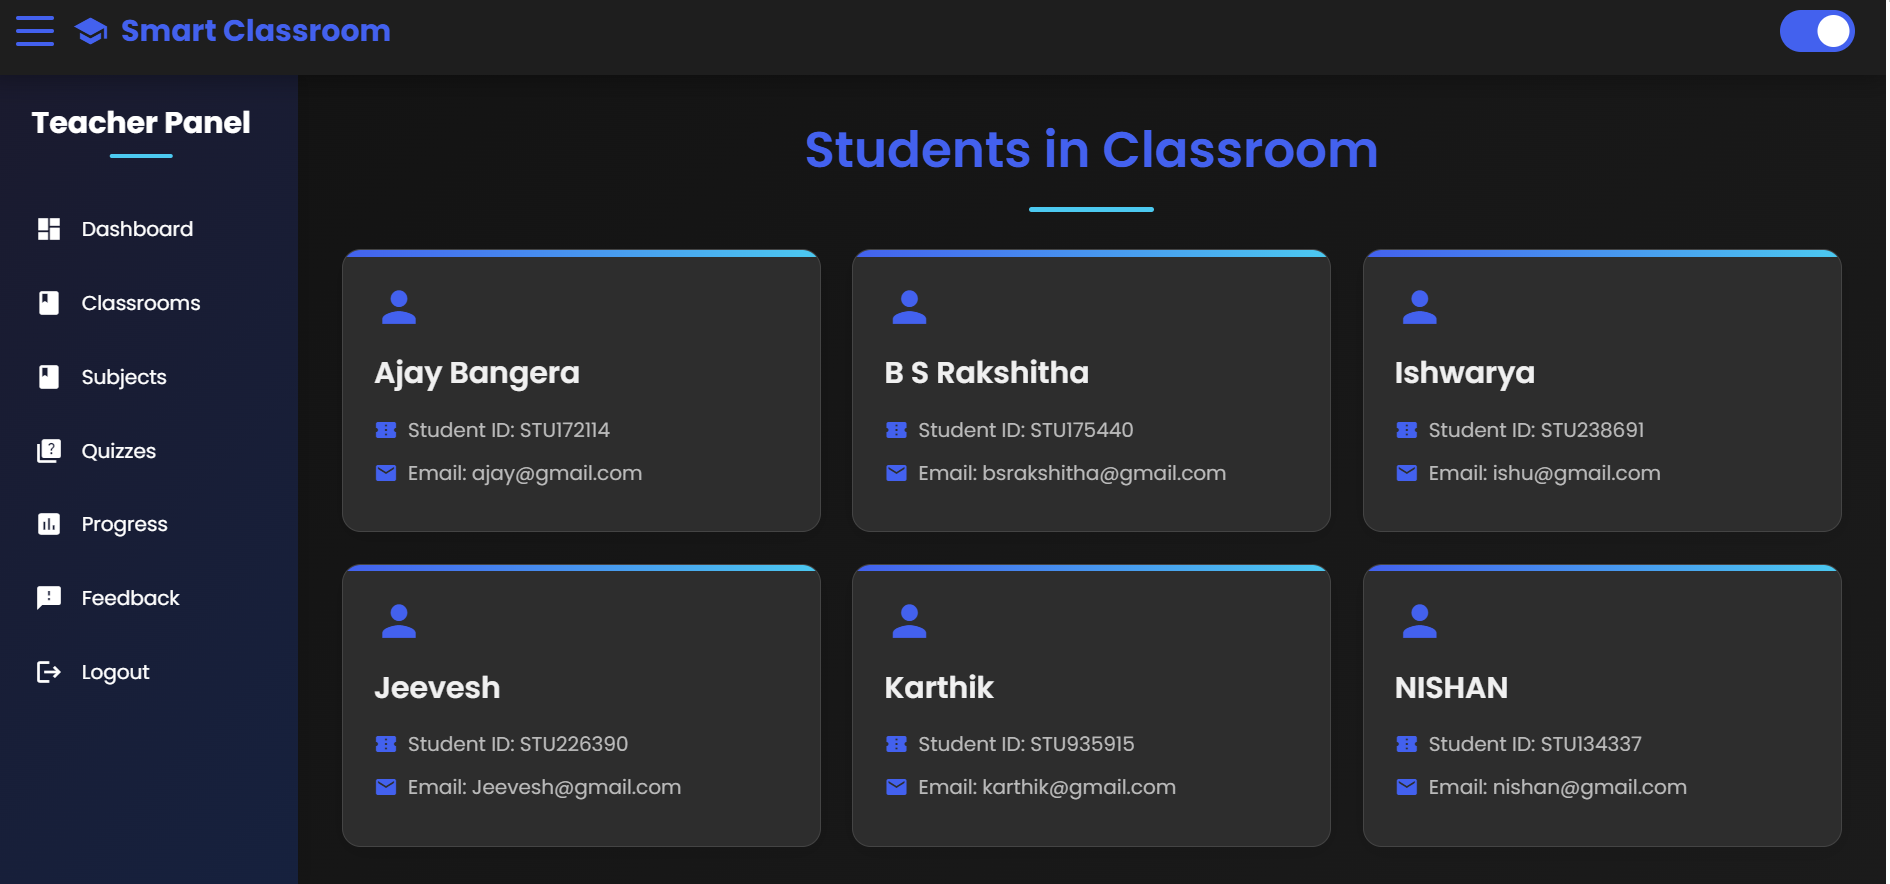 Smart Classroom
Teacher Panel
Dashboard
Classrooms
Subjects
Quizzes
Progress
Feedback
Logout
Students in Classroom
Ajay Bangera
Student ID: STU172114
Email: ajay@gmail.com
B S Rakshitha
Student ID: STU175440
Email: bsrakshitha@gmail.com
Ishwarya
Student ID: STU238691
Email: ishu@gmail.com
Jeevesh
Student ID: STU226390
Email: Jeevesh@gmail.com
Karthik
Student ID: STU935915
Email: karthik@gmail.com
NISHAN
Student ID: STU134337
Email: nishan@gmail.com